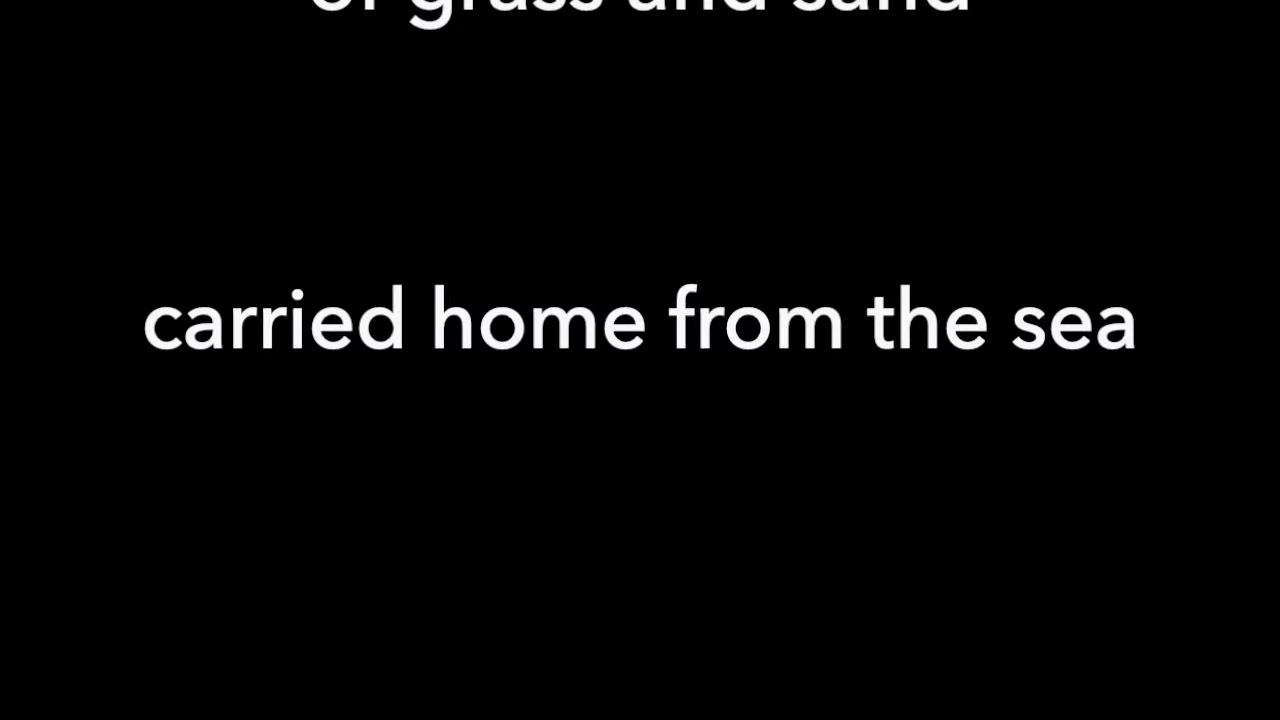 of grass and sand
carried home from the sea